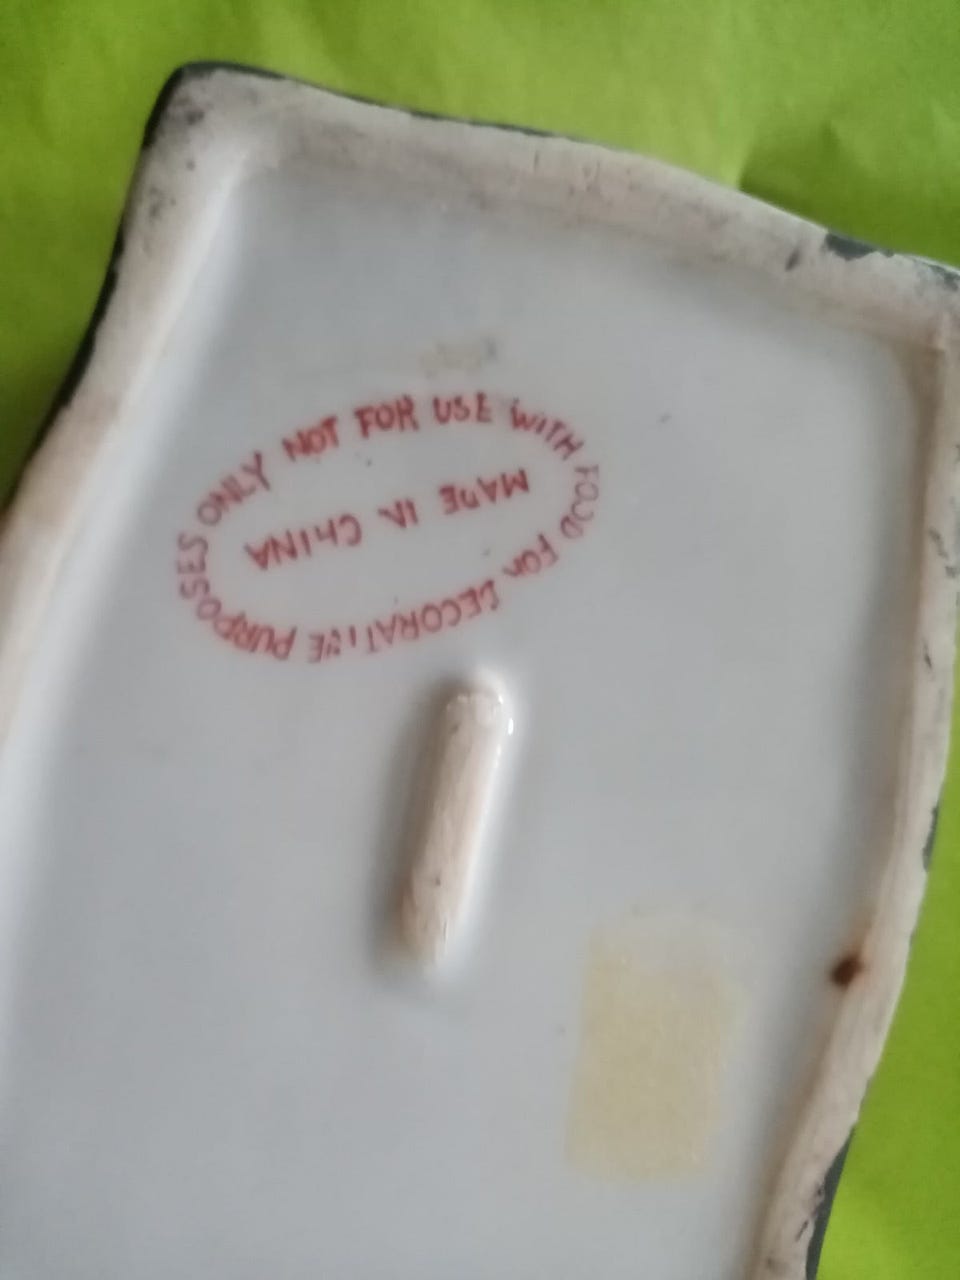 FOR DECORATIVE PURPOSES ONLY NOT FOR USE WITH FOOD
MADE IN CHINA